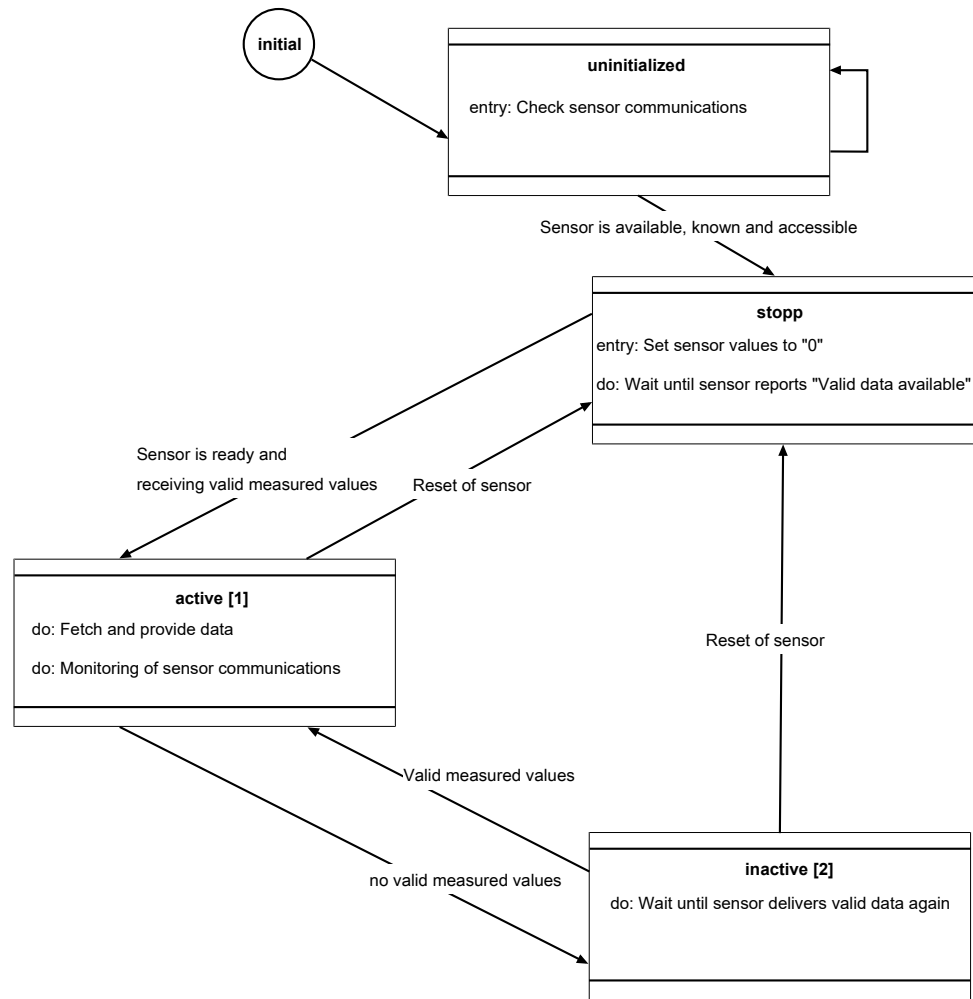 initial
uninitialized
entry: Check sensor communications
Sensor is available, known and accessible
stopp
entry: Set sensor values to "0"
do: Wait until sensor reports "Valid data available"
Sensor is ready and
receiving valid measured values
Reset of sensor
active [1]
do: Fetch and provide data
do: Monitoring of sensor communications
Reset of sensor
Valid measured values
no valid measured values
inactive [2]
do: Wait until sensor delivers valid data again